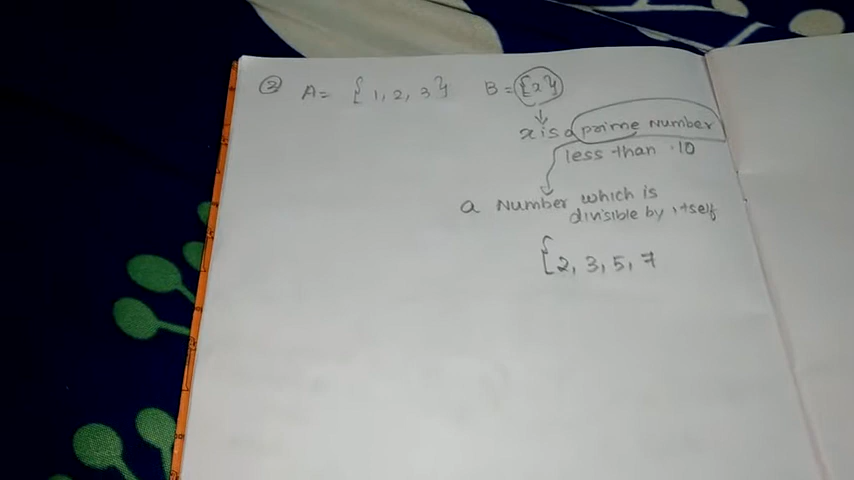 ② A = {1, 2, 3} B = {x}
x is a prime number
less than 10
a Number which is
divisible by itself
{2, 3, 5, 7